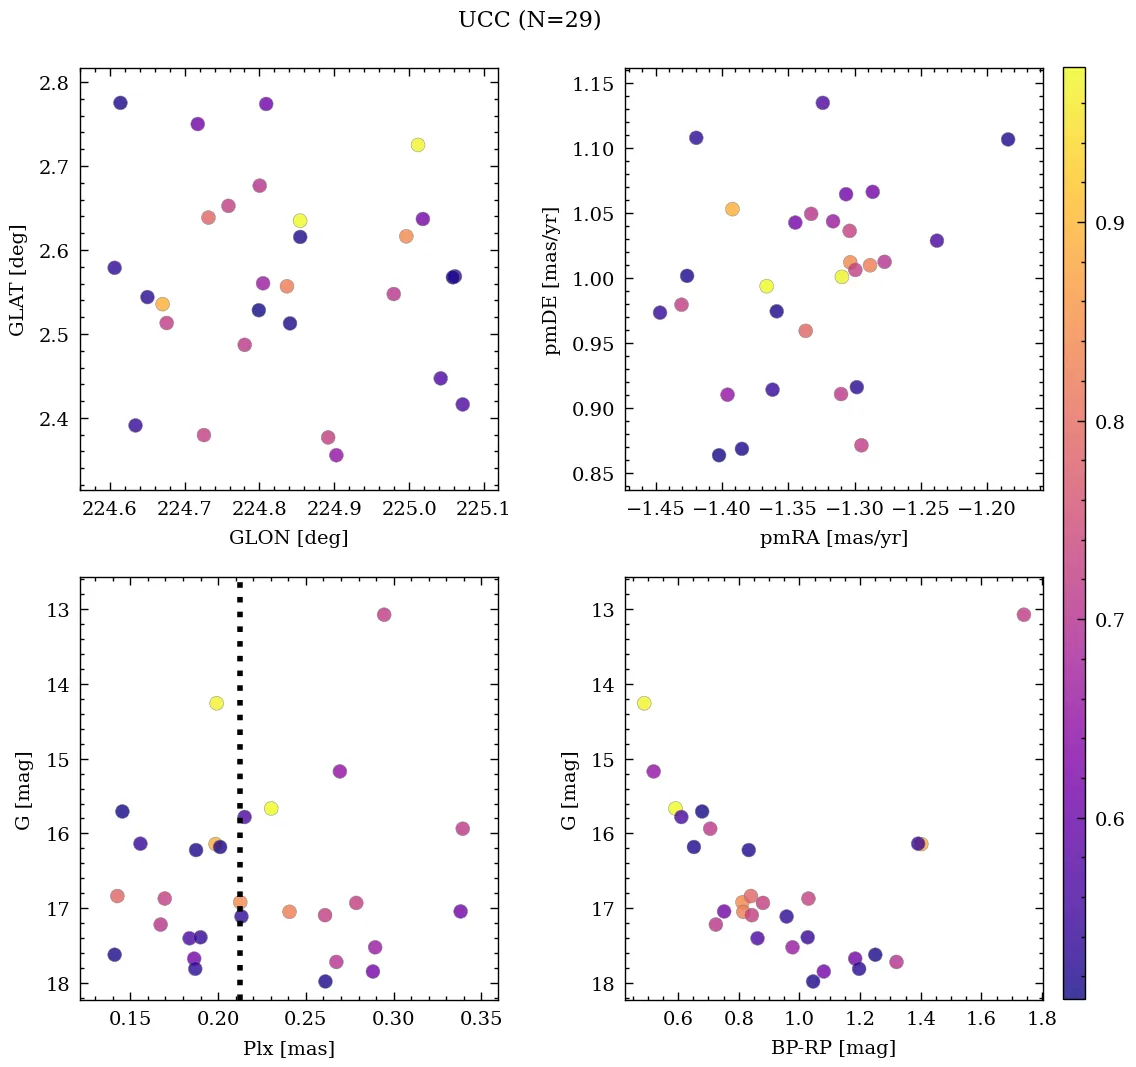 UCC (N=29)
2.8
2.7
2.6
2.5
2.4
GLAT [deg]
224.6 224.7 224.8 224.9 225.0 225.1
GLON [deg]
1.15
1.10
1.05
1.00
0.95
0.90
0.85
pmDE [mas/yr]
−1.45 −1.40 −1.35 −1.30 −1.25 −1.20
pmRA [mas/yr]
13
14
15
16
17
18
G [mag]
0.15 0.20 0.25 0.30 0.35
Plx [mas]
13
14
15
16
17
18
G [mag]
0.6 0.8 1.0 1.2 1.4 1.6 1.8
BP-RP [mag]
0.9
0.8
0.7
0.6